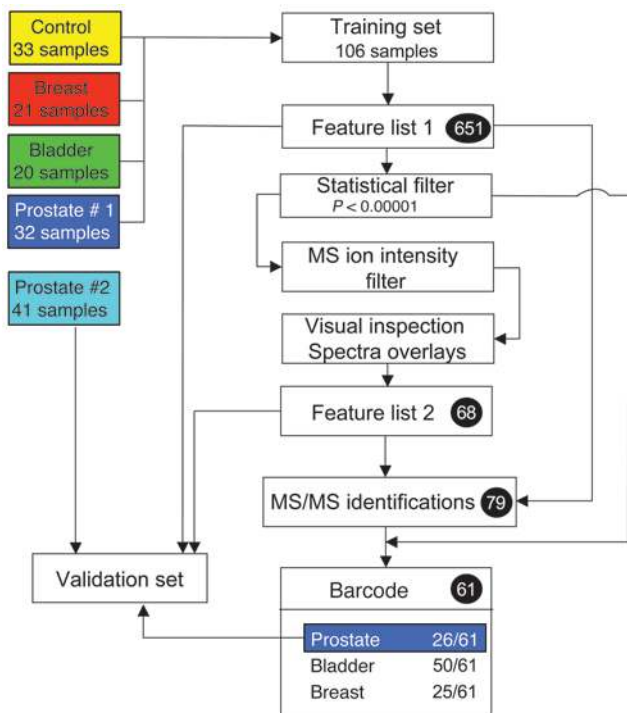 Control
33 samples
Breast
21 samples
Bladder
20 samples
Prostate # 1
32 samples
Prostate #2
41 samples
Training set
106 samples
Feature list 1 651
Statistical filter
P < 0.00001
MS ion intensity
filter
Visual inspection
Spectra overlays
Feature list 2 68
MS/MS identifications 79
Validation set
Barcode 61
Prostate 26/61
Bladder 50/61
Breast 25/61